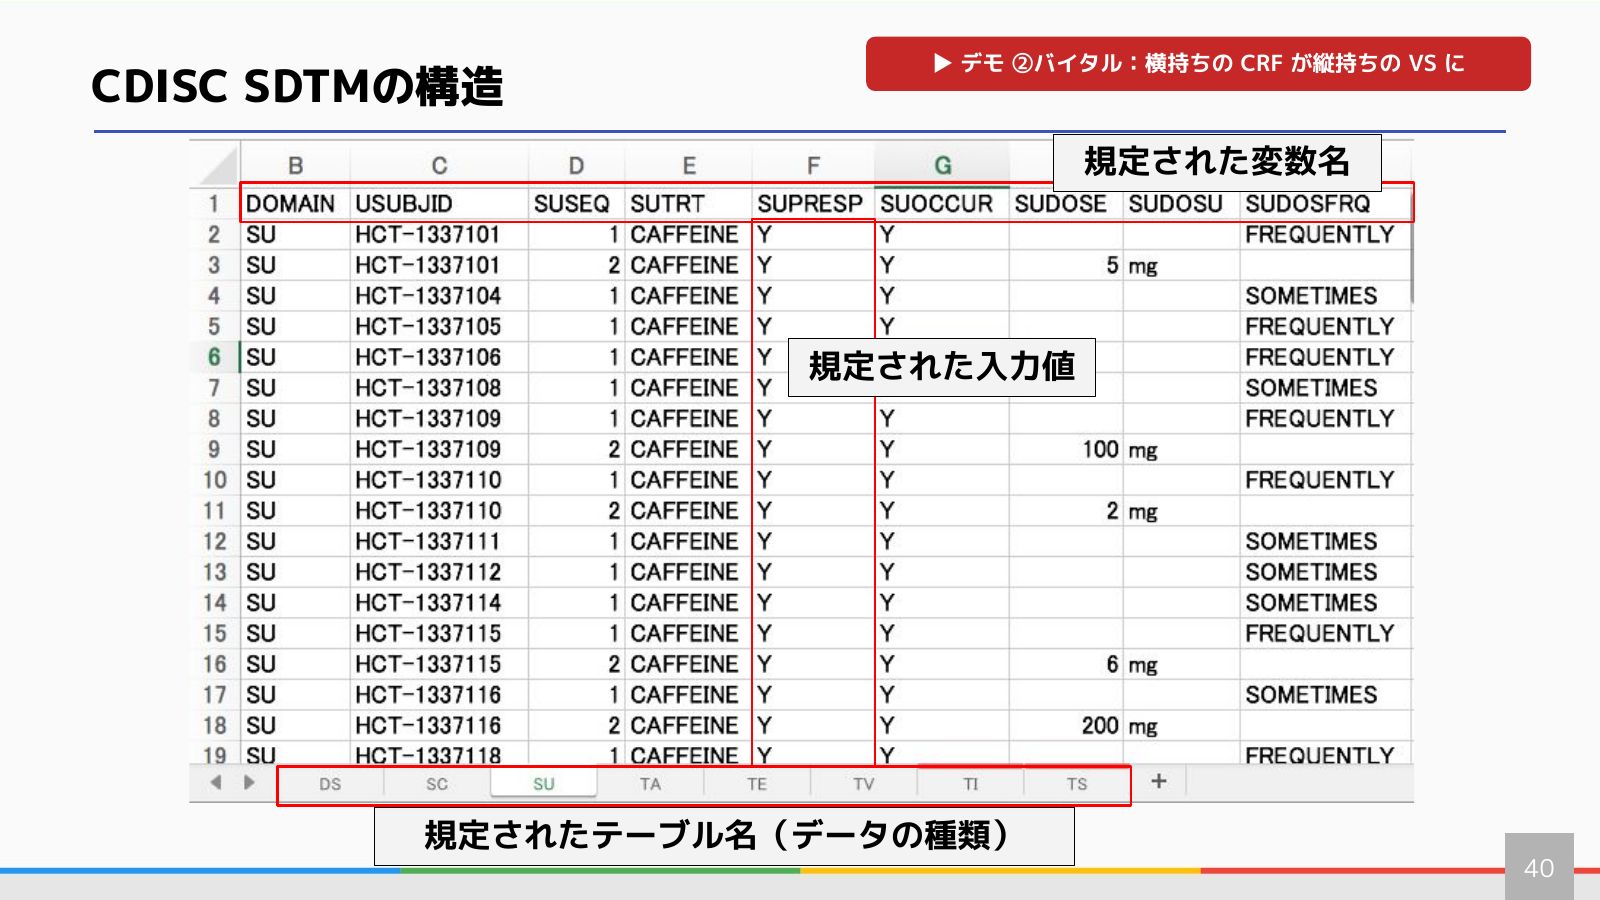 ▶ デモ ②バイタル：横持ちの CRF が縦持ちの VS に
CDISC SDTMの構造
規定された変数名
B C D E F G
1 DOMAIN USUBJID SUSEQ SUTRT SUPRESP SUOCCUR SUDOSE SUDOSU SUDOSFRQ
2 SU HCT-1337101 1 CAFFEINE Y Y FREQUENTLY
3 SU HCT-1337101 2 CAFFEINE Y Y 5 mg
4 SU HCT-1337104 1 CAFFEINE Y Y SOMETIMES
5 SU HCT-1337105 1 CAFFEINE Y Y FREQUENTLY
6 SU HCT-1337106 1 CAFFEINE Y FREQUENTLY
規定された入力値
7 SU HCT-1337108 1 CAFFEINE Y SOMETIMES
8 SU HCT-1337109 1 CAFFEINE Y Y FREQUENTLY
9 SU HCT-1337109 2 CAFFEINE Y Y 100 mg
10 SU HCT-1337110 1 CAFFEINE Y Y FREQUENTLY
11 SU HCT-1337110 2 CAFFEINE Y Y 2 mg
12 SU HCT-1337111 1 CAFFEINE Y Y SOMETIMES
13 SU HCT-1337112 1 CAFFEINE Y Y SOMETIMES
14 SU HCT-1337114 1 CAFFEINE Y Y SOMETIMES
15 SU HCT-1337115 1 CAFFEINE Y Y FREQUENTLY
16 SU HCT-1337115 2 CAFFEINE Y Y 6 mg
17 SU HCT-1337116 1 CAFFEINE Y Y SOMETIMES
18 SU HCT-1337116 2 CAFFEINE Y Y 200 mg
19 SU HCT-1337118 1 CAFFEINE Y Y FREQUENTLY
DS SC SU TA TE TV TI TS +
規定されたテーブル名（データの種類）
40